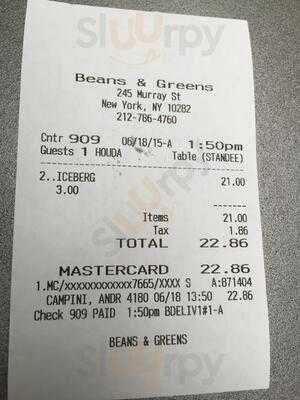 Sluurpy
Beans & Greens
245 Murray St
New York, NY 10282
212-786-4760
Cntr 909 06/18/15-A 1:50pm
Guests 1 HOUDA Table (STANDEE)
2..ICEBERG 21.00
3.00
Items 21.00
Tax 1.86
TOTAL 22.86
MASTERCARD 22.86
1.MC/xxxxxxxxxxxx7665/XXXX S A:871404
CAMPINI, ANDR 4180 06/18 13:50 22.86
Check 909 PAID 1:50pm BDELIV1#1-A
BEANS & GREENS